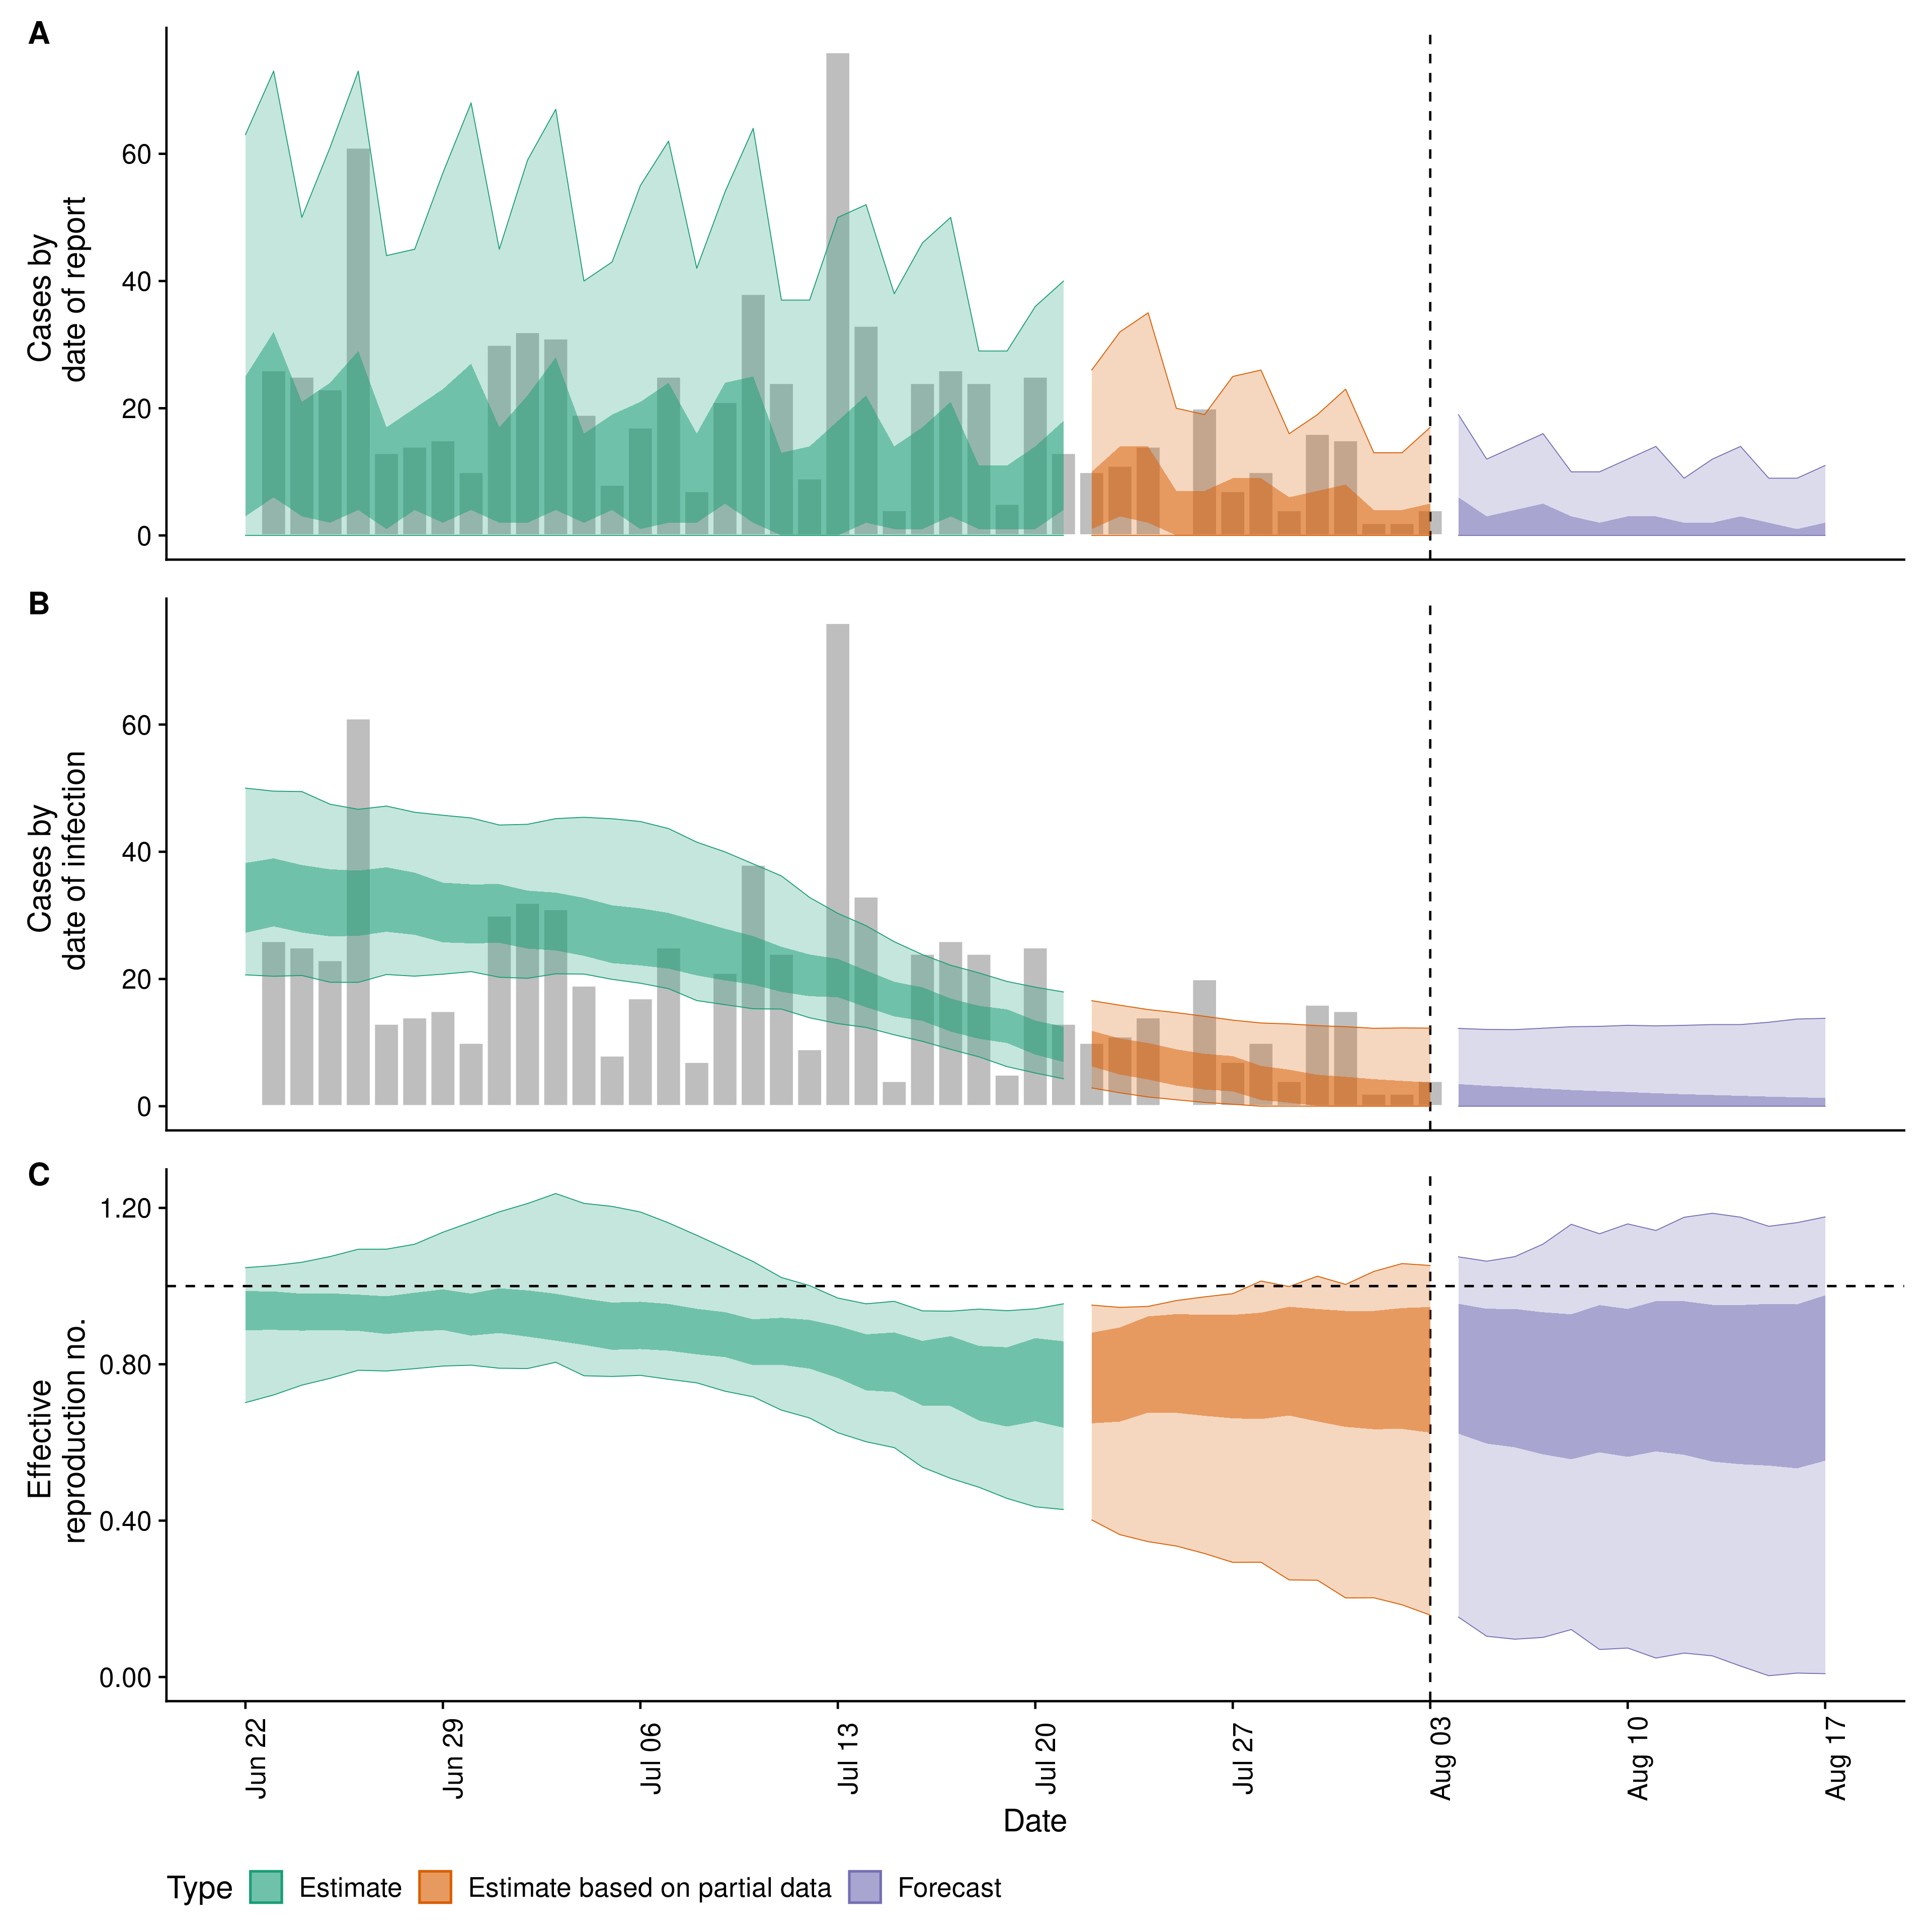 A
Cases by
date of report
60
40
20
0
B
Cases by
date of infection
60
40
20
0
C
Effective
reproduction no.
1.20
0.80
0.40
0.00
Jun 22
Jun 29
Jul 06
Jul 13
Jul 20
Jul 27
Aug 03
Aug 10
Aug 17
Date
Type Estimate Estimate based on partial data Forecast